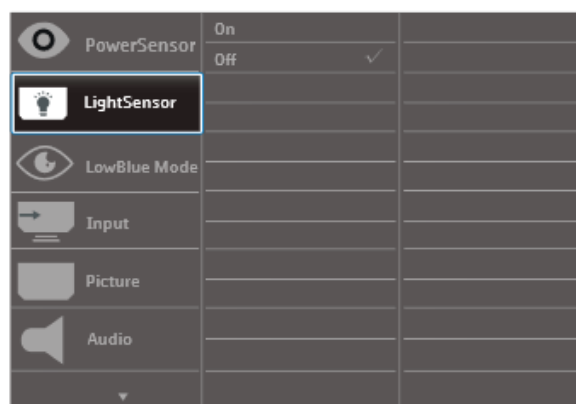 PowerSensor
LightSensor
LowBlue Mode
Input
Picture
Audio
On
Off